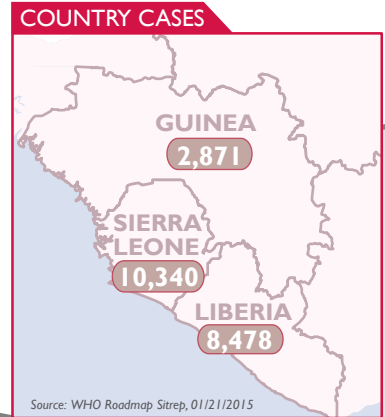 COUNTRY CASES
GUINEA
2,871
SIERRA
LEONE
10,340
LIBERIA
8,478
Source: WHO Roadmap Sitrep, 01/21/2015